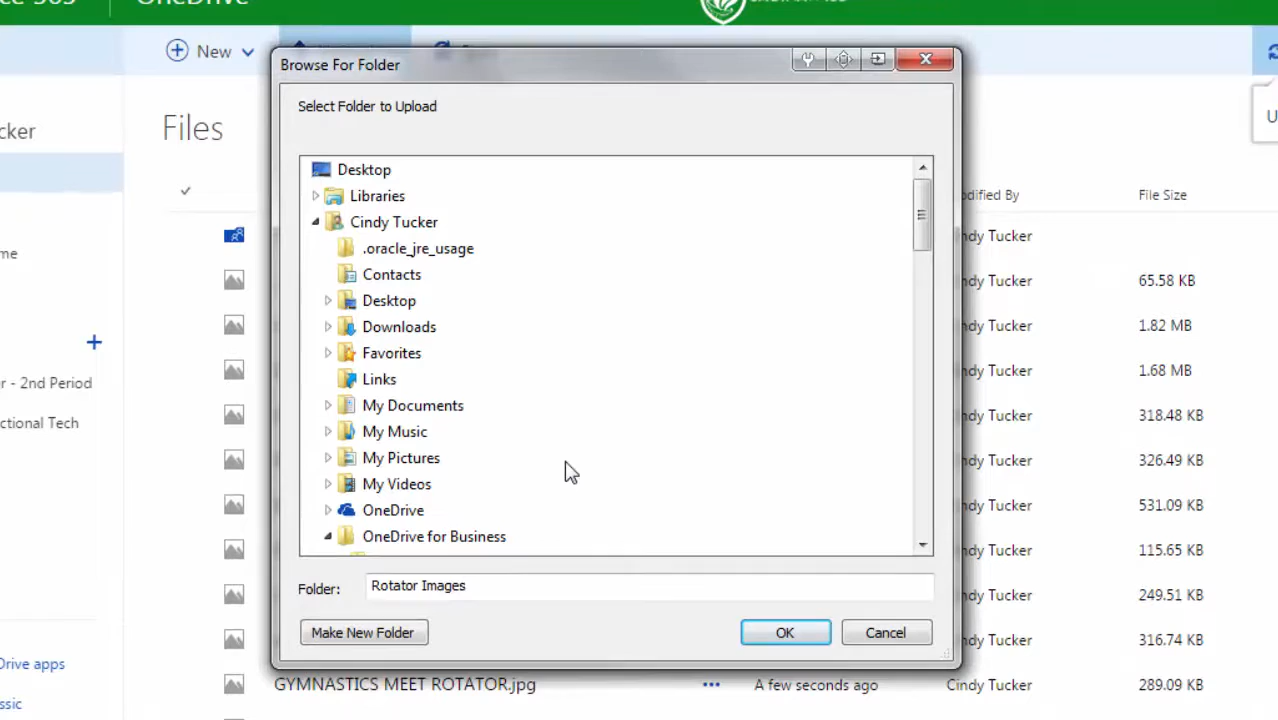 OneDrive
New
Browse For Folder
Select Folder to Upload
Files
cker
Desktop
Libraries
Cindy Tucker
.oracle_jre_usage
Contacts
Desktop
Downloads
Favorites
Links
My Documents
My Music
My Pictures
My Videos
OneDrive
OneDrive for Business
Folder: Rotator Images
Make New Folder OK Cancel
me
r - 2nd Period
ctional Tech
Drive apps
ssic
U
odified By File Size
ndy Tucker
ndy Tucker 65.58 KB
ndy Tucker 1.82 MB
ndy Tucker 1.68 MB
ndy Tucker 318.48 KB
ndy Tucker 326.49 KB
ndy Tucker 531.09 KB
ndy Tucker 115.65 KB
ndy Tucker 249.51 KB
ndy Tucker 316.74 KB
GYMNASTICS MEET ROTATOR.jpg ••• A few seconds ago Cindy Tucker 289.09 KB